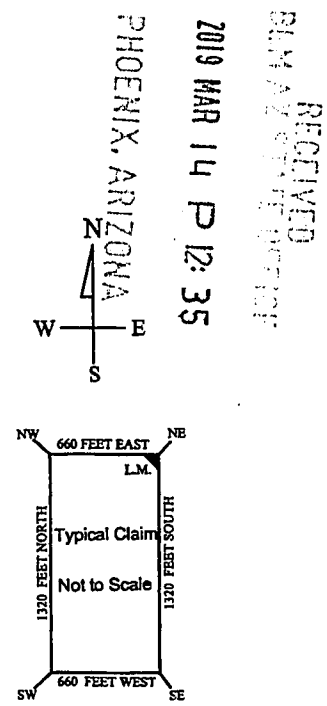 RECEIVED
BLM AZ STATE OFFICE
2019 MAR 14 P 12: 35
PHOENIX, ARIZONA
N
W E
S
NW NE
660 FEET EAST
L.M.
1320 FEET NORTH
Typical Claim
Not to Scale
1320 FEET SOUTH
660 FEET WEST
SW SE